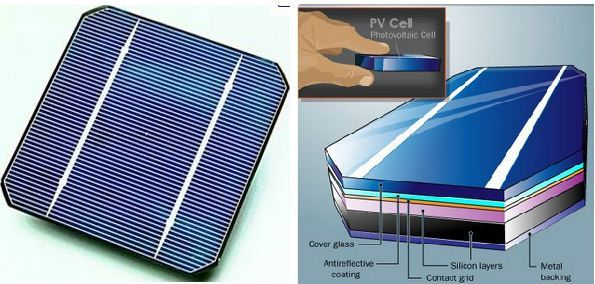 PV Cell
Photovoltaic Cell
Cover glass
Antireflective
coating
Contact grid
Silicon layers
Metal
backing